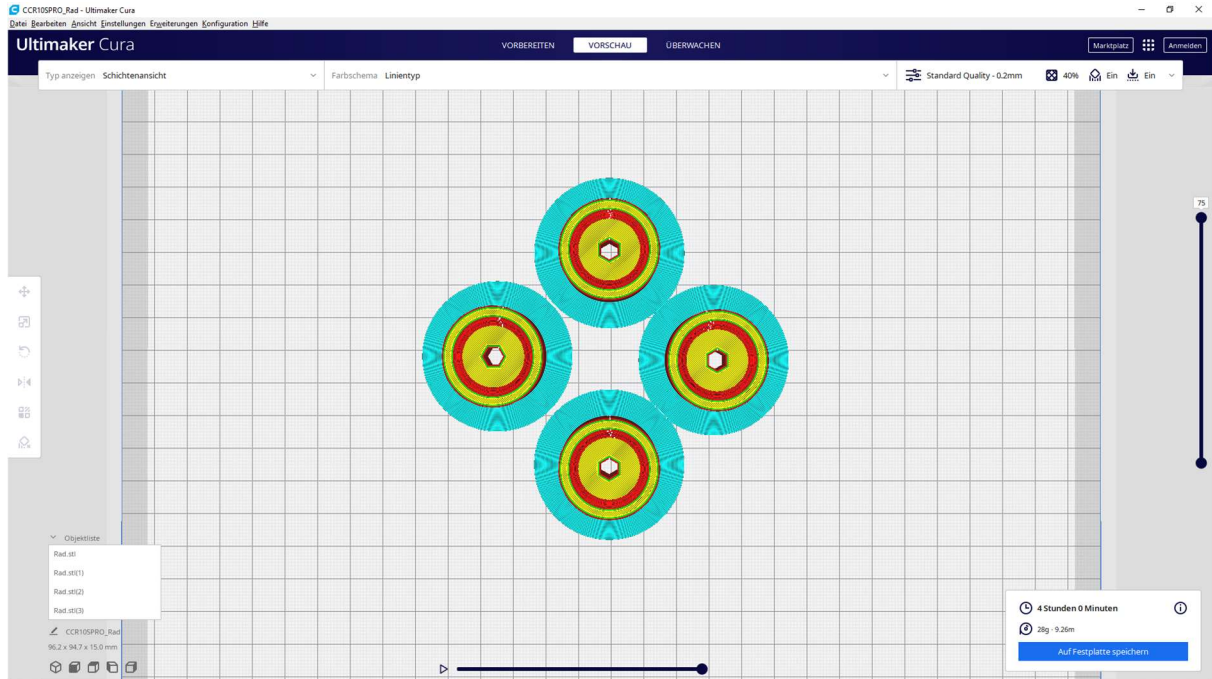 CCR10SPRO_Rad - Ultimaker Cura
Datei Bearbeiten Ansicht Einstellungen Erweiterungen Konfiguration Hilfe
Ultimaker Cura
VORBEREITEN VORSCHAU ÜBERWACHEN
Marktplatz Anmelden
Typ anzeigen Schichtenansicht Farbschema Linientyp Standard Quality - 0.2mm 40% Ein Ein
75
Objektliste
Rad.stl
Rad.stl(1)
Rad.stl(2)
Rad.stl(3)
CCR10SPRO_Rad
96.2 x 94.7 x 15.0 mm
4 Stunden 0 Minuten
28g · 9.26m
Auf Festplatte speichern